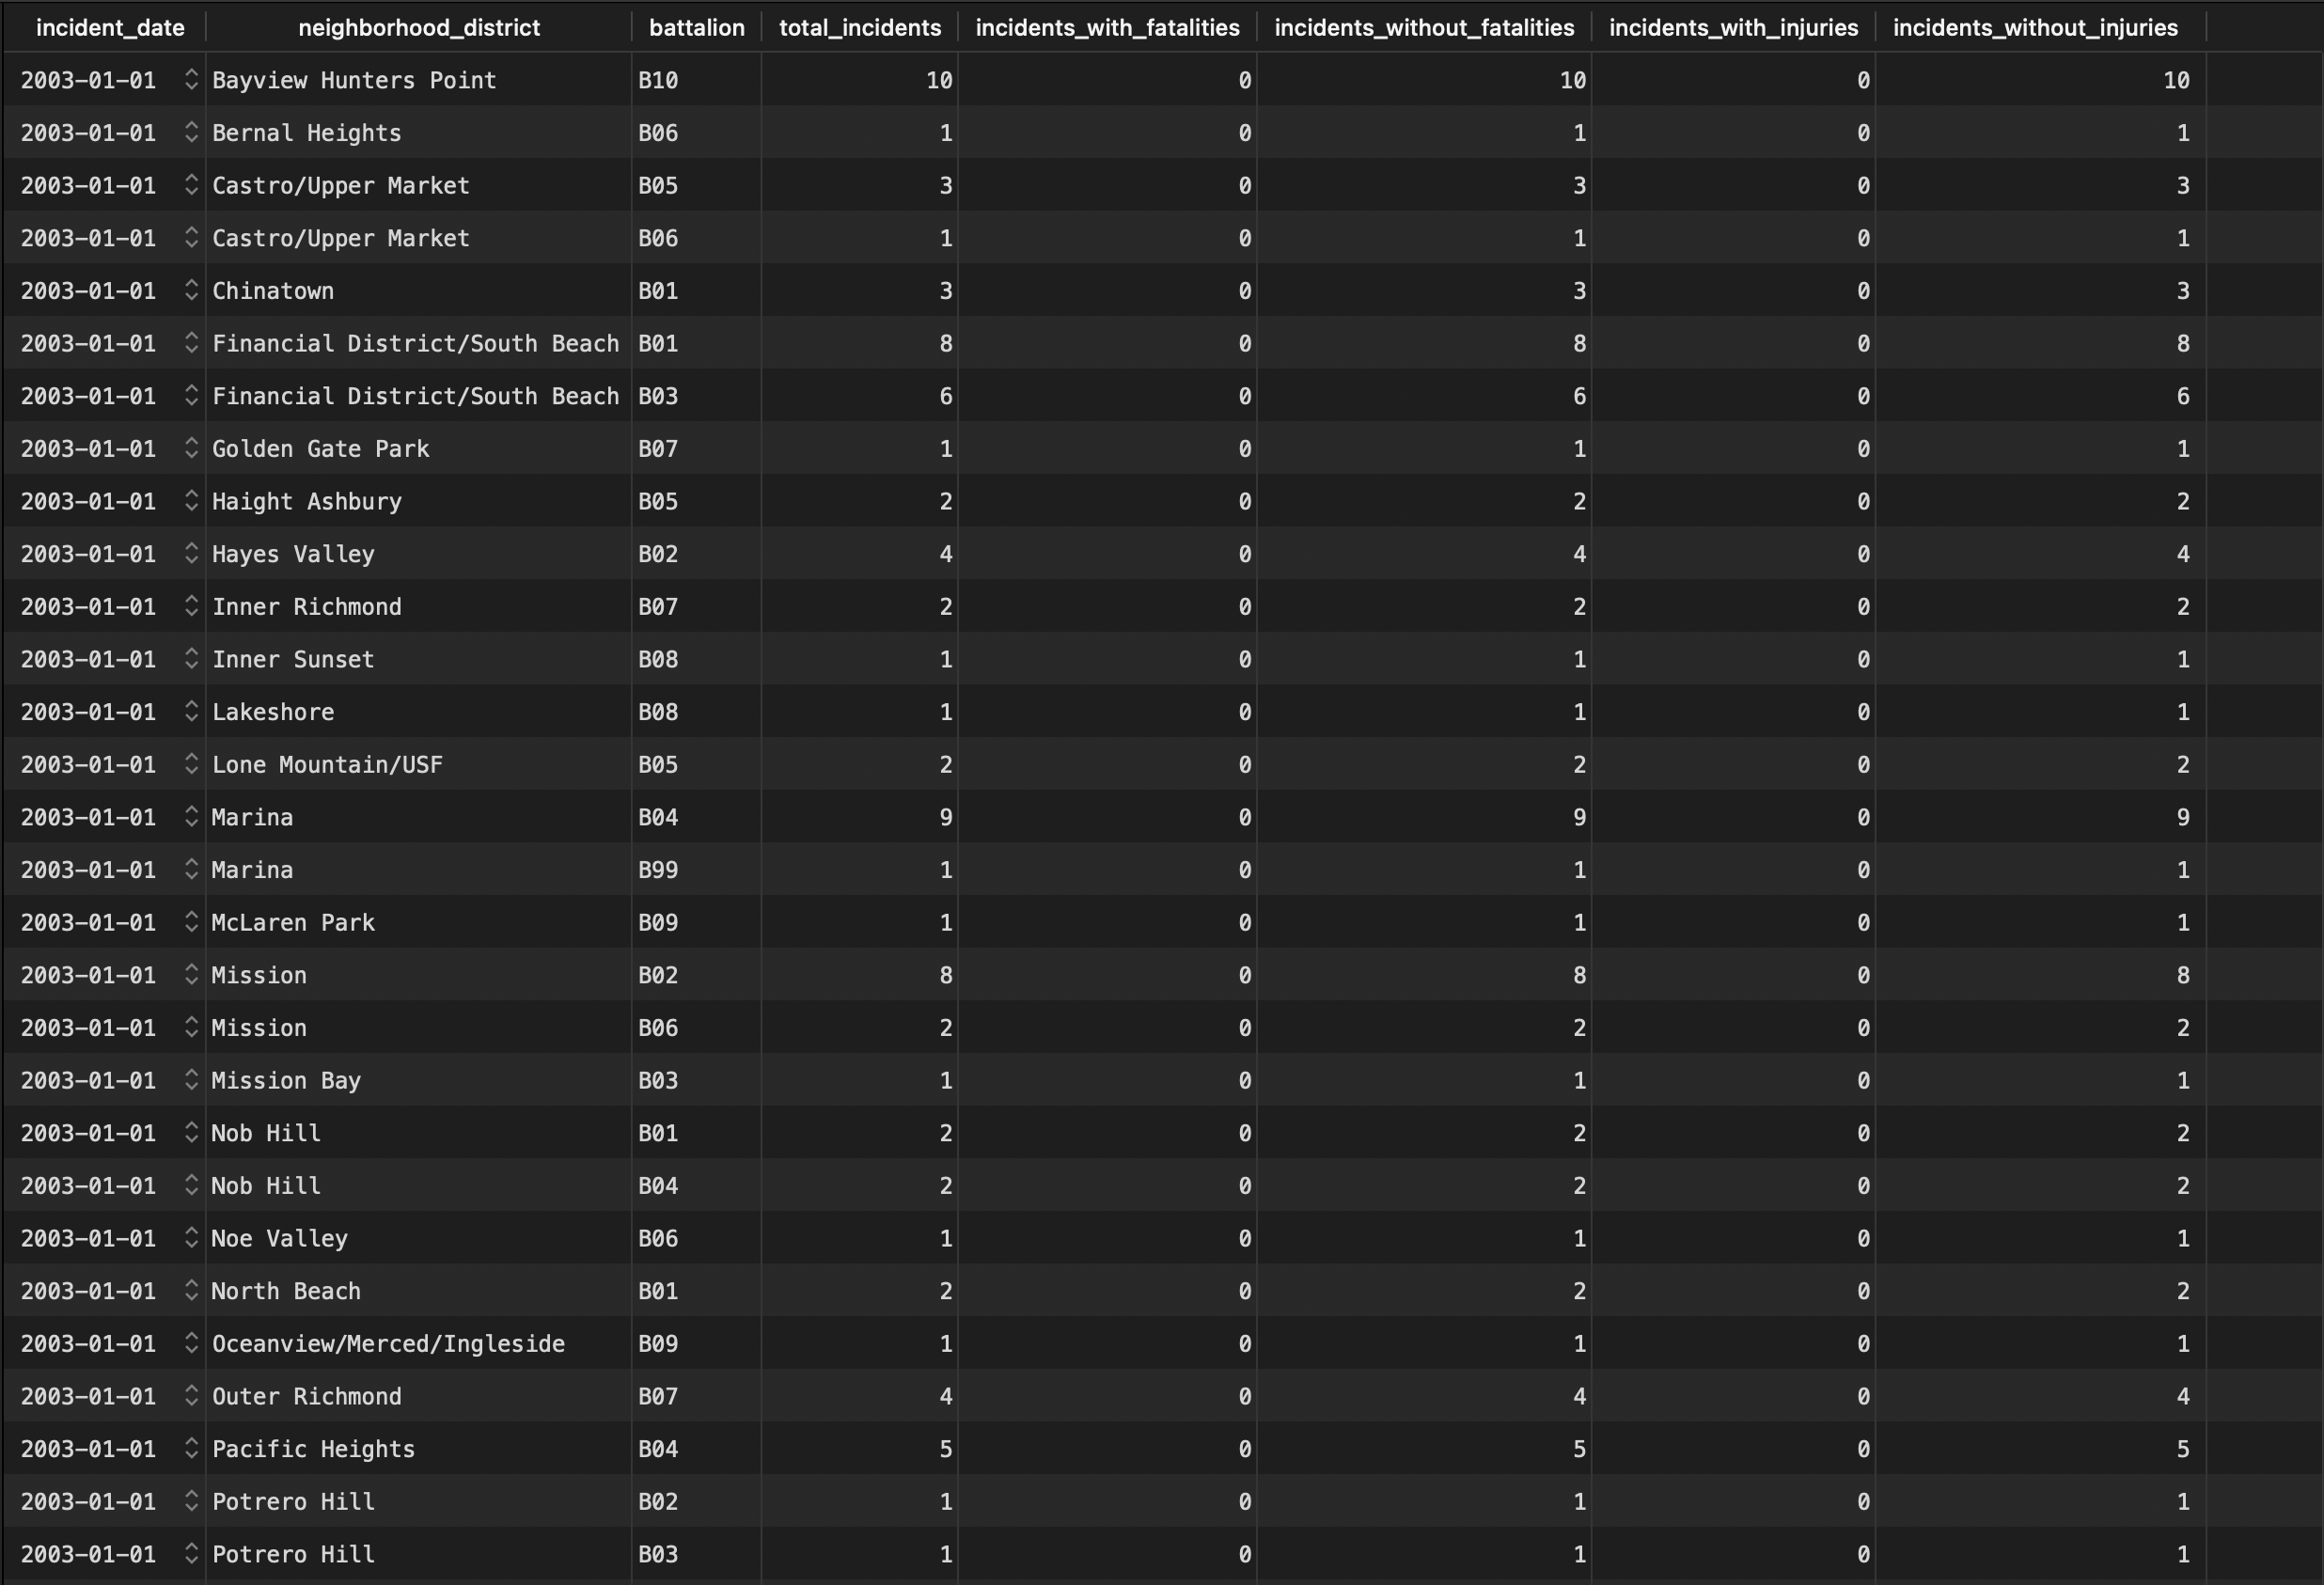 incident_date neighborhood_district battalion total_incidents incidents_with_fatalities incidents_without_fatalities incidents_with_injuries incidents_without_injuries
2003-01-01 Bayview Hunters Point B10 10 0 10 0 10
2003-01-01 Bernal Heights B06 1 0 1 0 1
2003-01-01 Castro/Upper Market B05 3 0 3 0 3
2003-01-01 Castro/Upper Market B06 1 0 1 0 1
2003-01-01 Chinatown B01 3 0 3 0 3
2003-01-01 Financial District/South Beach B01 8 0 8 0 8
2003-01-01 Financial District/South Beach B03 6 0 6 0 6
2003-01-01 Golden Gate Park B07 1 0 1 0 1
2003-01-01 Haight Ashbury B05 2 0 2 0 2
2003-01-01 Hayes Valley B02 4 0 4 0 4
2003-01-01 Inner Richmond B07 2 0 2 0 2
2003-01-01 Inner Sunset B08 1 0 1 0 1
2003-01-01 Lakeshore B08 1 0 1 0 1
2003-01-01 Lone Mountain/USF B05 2 0 2 0 2
2003-01-01 Marina B04 9 0 9 0 9
2003-01-01 Marina B99 1 0 1 0 1
2003-01-01 McLaren Park B09 1 0 1 0 1
2003-01-01 Mission B02 8 0 8 0 8
2003-01-01 Mission B06 2 0 2 0 2
2003-01-01 Mission Bay B03 1 0 1 0 1
2003-01-01 Nob Hill B01 2 0 2 0 2
2003-01-01 Nob Hill B04 2 0 2 0 2
2003-01-01 Noe Valley B06 1 0 1 0 1
2003-01-01 North Beach B01 2 0 2 0 2
2003-01-01 Oceanview/Merced/Ingleside B09 1 0 1 0 1
2003-01-01 Outer Richmond B07 4 0 4 0 4
2003-01-01 Pacific Heights B04 5 0 5 0 5
2003-01-01 Potrero Hill B02 1 0 1 0 1
2003-01-01 Potrero Hill B03 1 0 1 0 1